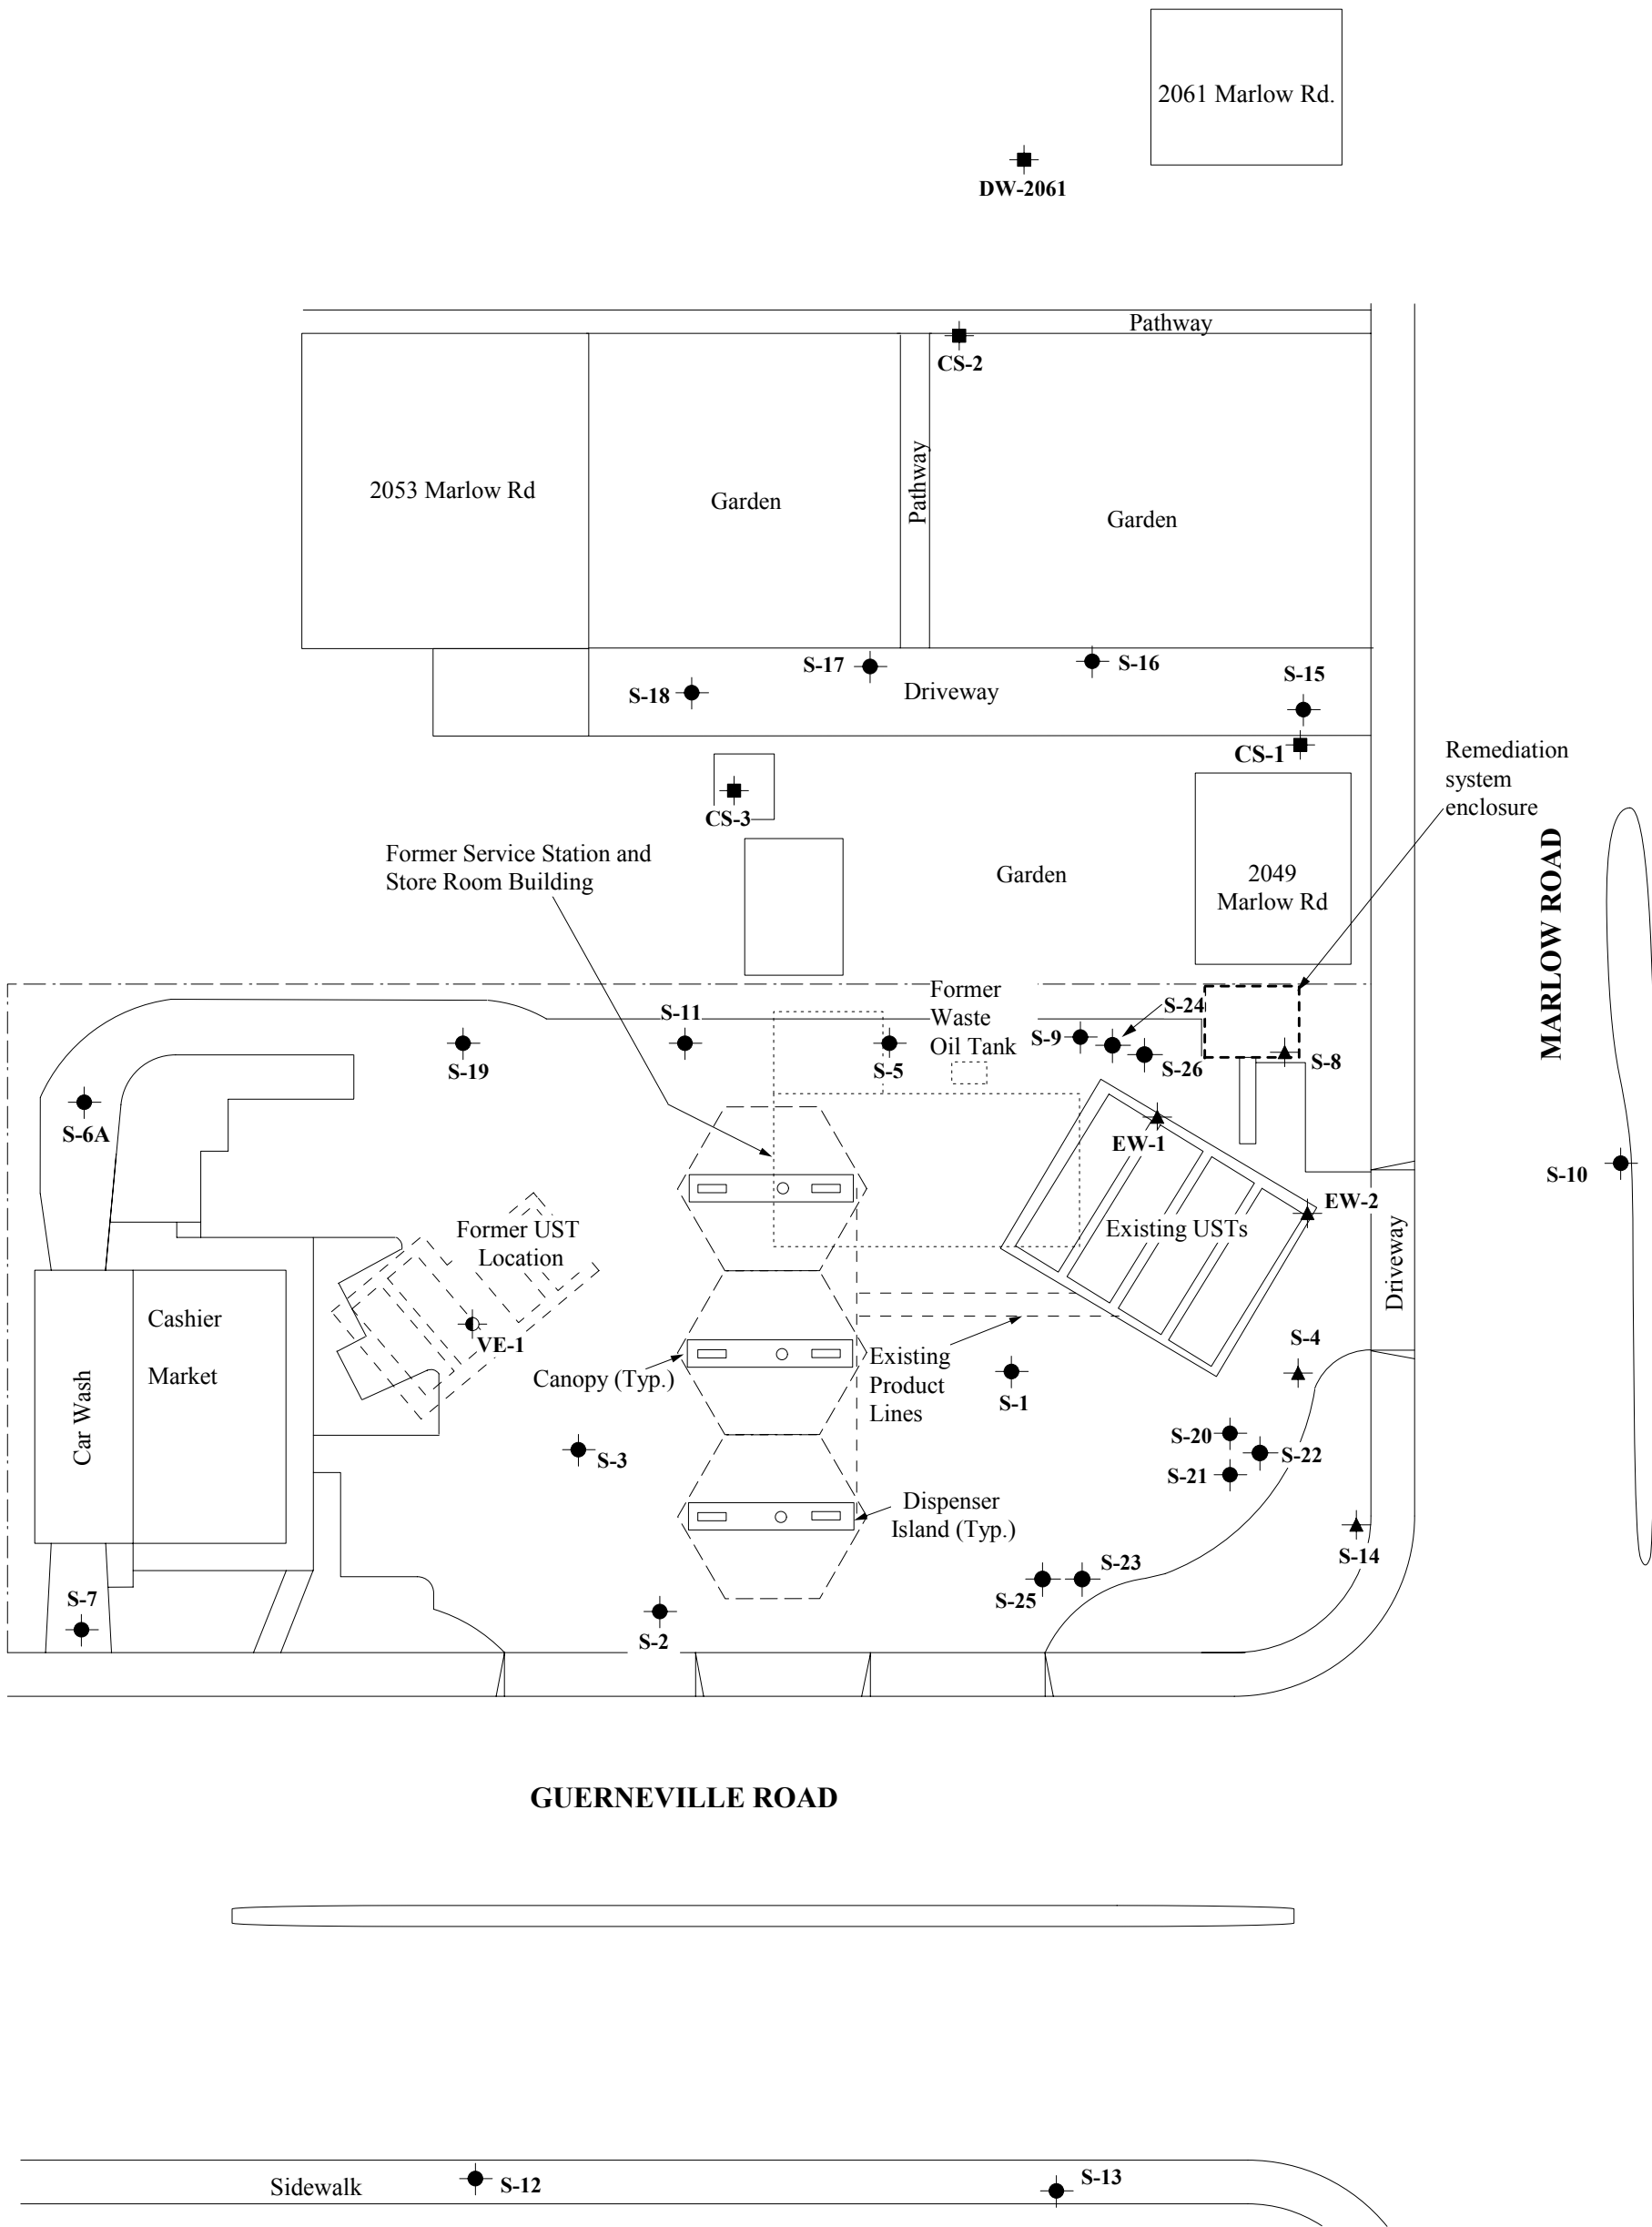 2061 Marlow Rd.
DW-2061
Pathway
CS-2
Pathway
2053 Marlow Rd
Garden
Garden
S-17
S-16
S-15
S-18
Driveway
CS-1
Remediation
system
enclosure
CS-3
MARLOW ROAD
Former Service Station and
Store Room Building
Garden
2049
Marlow Rd
Former
Waste
Oil Tank
S-24
S-11
S-9
S-19
S-5
S-26
S-8
S-6A
EW-1
S-10
EW-2
Former UST
Location
Existing USTs
Driveway
Cashier
Market
VE-1
S-4
Car Wash
Canopy (Typ.)
Existing
Product
Lines
S-1
S-20
S-22
S-3
S-21
Dispenser
Island (Typ.)
S-14
S-23
S-25
S-7
S-2
GUERNEVILLE ROAD
Sidewalk
S-12
S-13